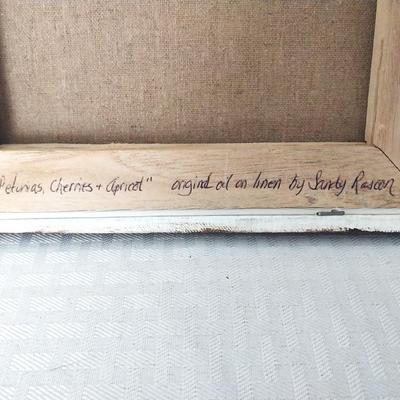 Petunias, Cherries + Apricot" original oil on linen by Sandy